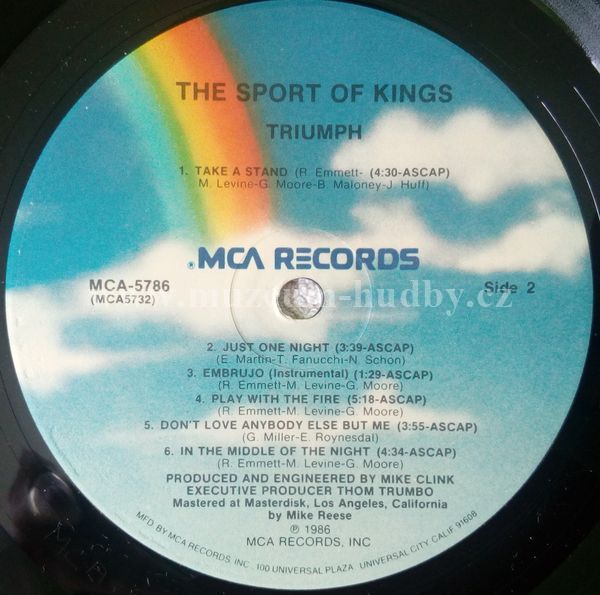 THE SPORT OF KINGS
TRIUMPH
1. TAKE A STAND (R. Emmett- (4:30-ASCAP)
M. Levine-G. Moore-B. Maloney-J. Huff)
MCA RECORDS
MCA-5786
(MCA5732)
Side 2
www.muzeum-hudby.cz
2. JUST ONE NIGHT (3:39-ASCAP)
(E. Martin-T. Fanucchi-N. Schon)
3. EMBRUJO (Instrumental) (1:29-ASCAP)
(R. Emmett-M. Levine-G. Moore)
4. PLAY WITH THE FIRE (5:18-ASCAP)
(R. Emmett-M. Levine-G. Moore)
5. DON'T LOVE ANYBODY ELSE BUT ME (3:55-ASCAP)
(G. Miller-E. Roynesdal)
6. IN THE MIDDLE OF THE NIGHT (4:34-ASCAP)
(R. Emmett-M. Levine-G. Moore)
PRODUCED AND ENGINEERED BY MIKE CLINK
EXECUTIVE PRODUCER THOM TRUMBO
Mastered at Masterdisk, Los Angeles, California
by Mike Reese
℗ 1986
MCA RECORDS, INC
MFD BY MCA RECORDS, INC., 100 UNIVERSAL PLAZA, UNIVERSAL CITY, CALIF. 91608